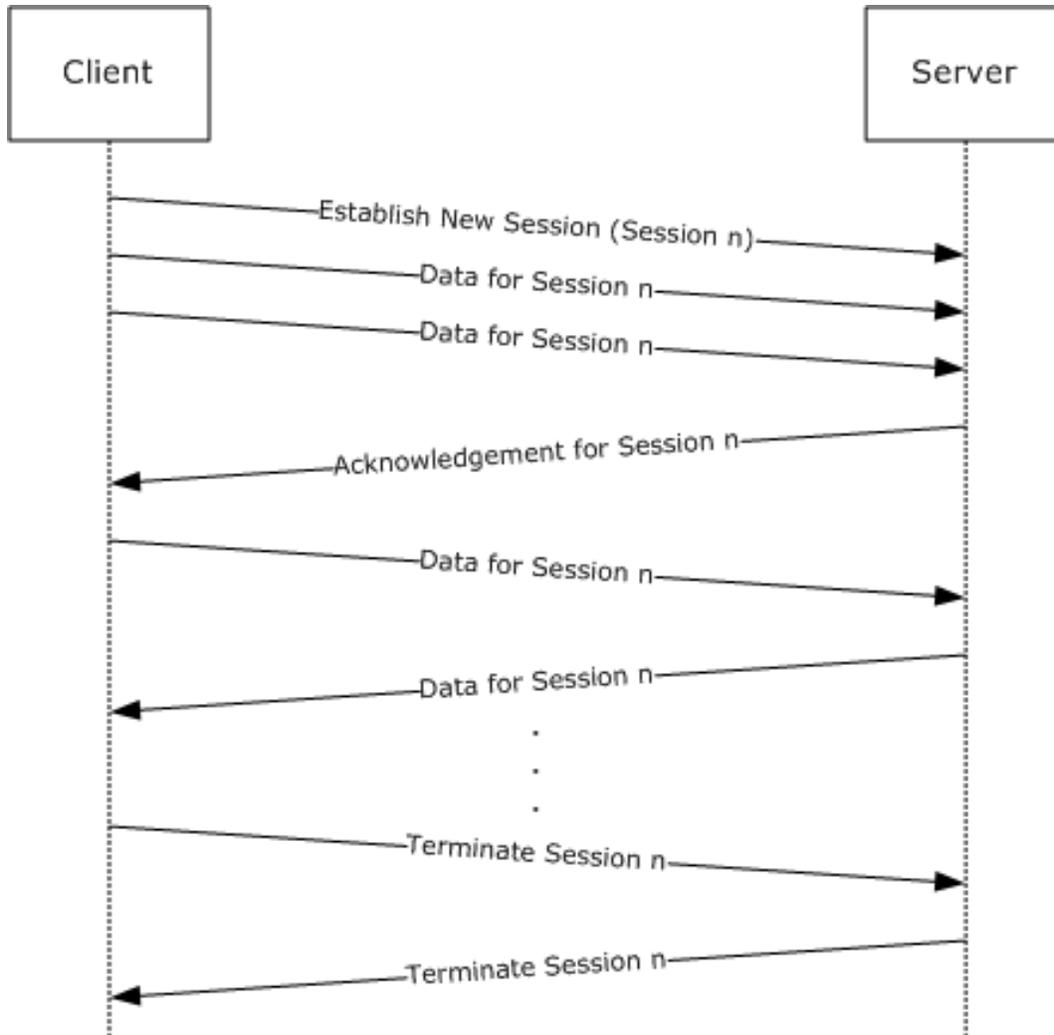 Client
Server
Establish New Session (Session n)
Data for Session n
Data for Session n
Acknowledgement for Session n
Data for Session n
Data for Session n
.
.
.
Terminate Session n
Terminate Session n